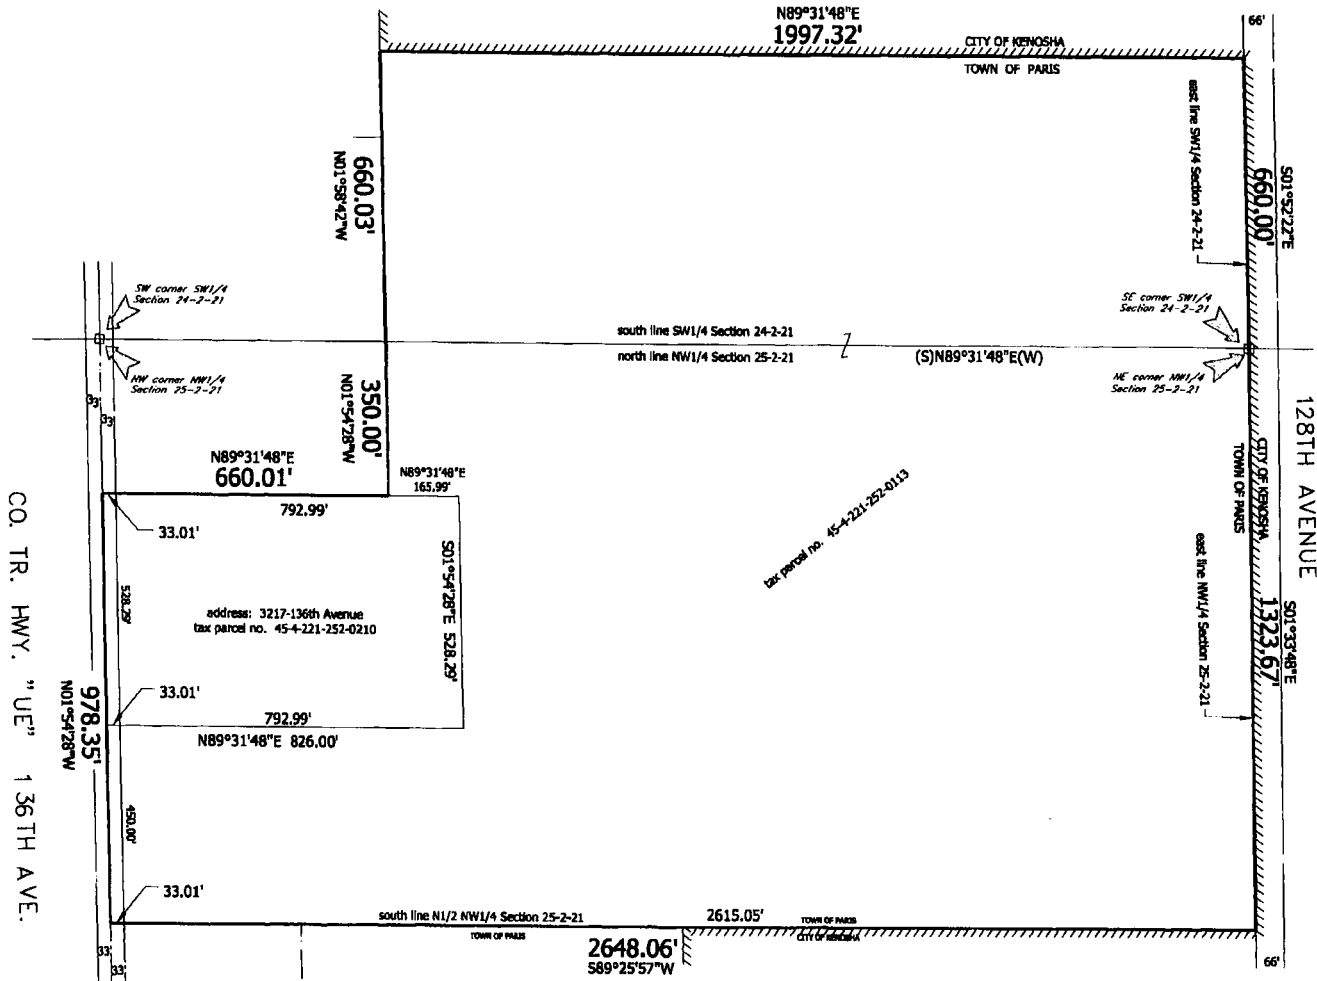 N89°31'48"E
1997.32'
66'
CITY OF KENOSHA
TOWN OF PARIS
east line SW1/4 Section 24-2-21
S01°52'22"E
660.00'
660.03'
N01°58'42"W
SW corner SW1/4
Section 24-2-21
SE corner SW1/4
Section 24-2-21
south line SW1/4 Section 24-2-21
north line NW1/4 Section 25-2-21
(S)N89°31'48"E(W)
NW corner NW1/4
Section 25-2-21
NE corner NW1/4
Section 25-2-21
33'
33'
350.00'
N01°54'28"W
128TH AVENUE
CITY OF KENOSHA
TOWN OF PARIS
N89°31'48"E
660.01'
N89°31'48"E
165.99'
792.99'
33.01'
tax parcel no. 45-4-221-252-0113
S01°54'28"E 528.29'
528.29'
address: 3217-136th Avenue
tax parcel no. 45-4-221-252-0210
east line NW1/4 Section 25-2-21
S01°33'48"E
1323.67'
CO. TR. HWY. "UE" 136TH AVE.
978.35'
N01°54'28"W
33.01'
792.99'
N89°31'48"E 826.00'
450.00'
33.01'
south line N1/2 NW1/4 Section 25-2-21
2615.05'
TOWN OF PARIS
TOWN OF PARIS
CITY OF KENOSHA
2648.06'
S89°25'57"W
33'
33'
66'